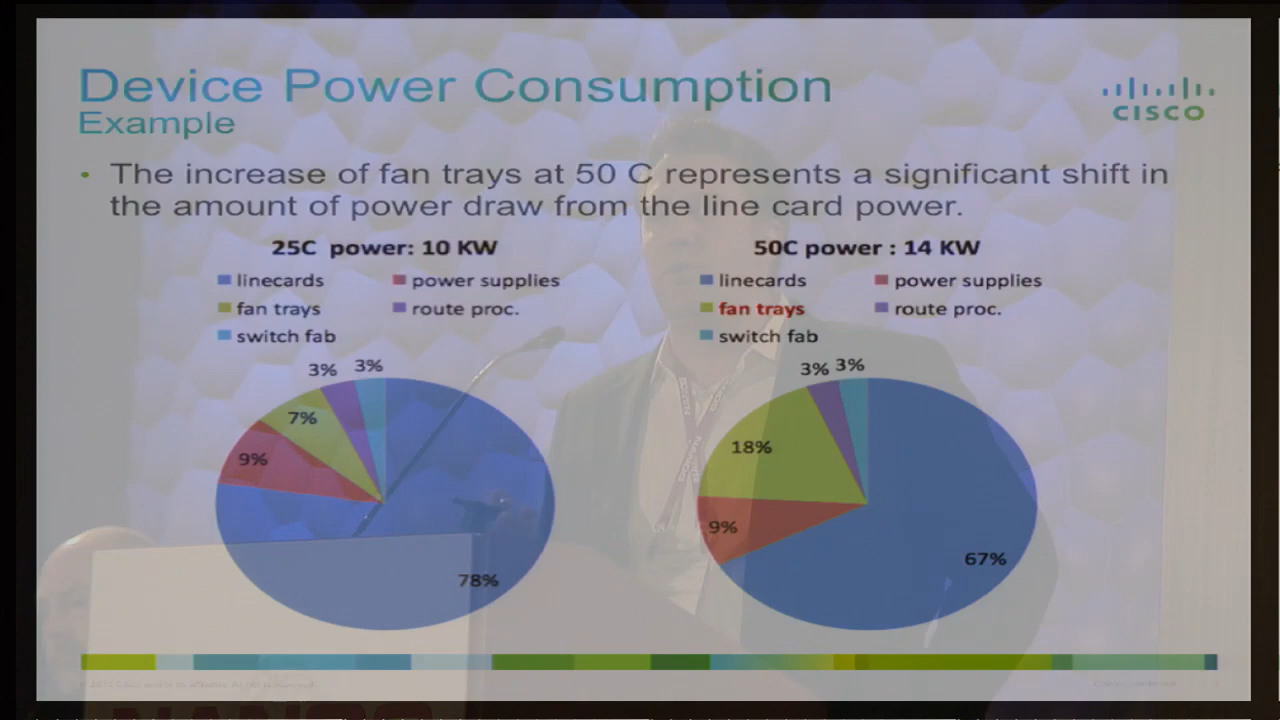 Device Power Consumption
Example
CISCO
• The increase of fan trays at 50 C represents a significant shift in
the amount of power draw from the line card power.
25C power: 10 KW
linecards
power supplies
fan trays
route proc.
switch fab
3%
3%
7%
9%
78%
50C power : 14 KW
linecards
power supplies
fan trays
route proc.
switch fab
3%
3%
18%
9%
67%